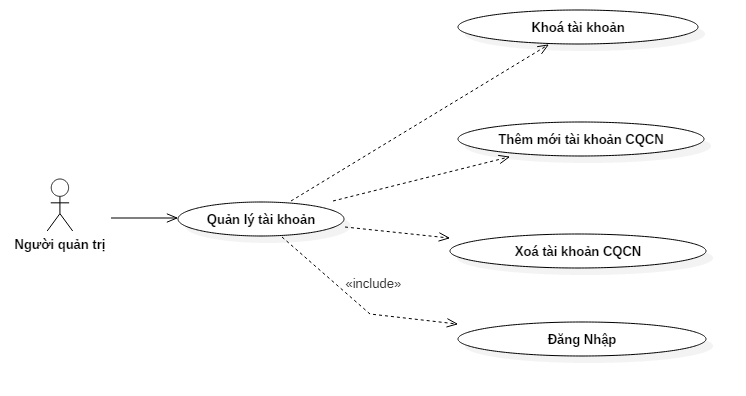 Khoá tài khoản
Thêm mới tài khoản CQCN
Quản lý tài khoản
Người quản trị
Xoá tài khoản CQCN
«include»
Đăng Nhập